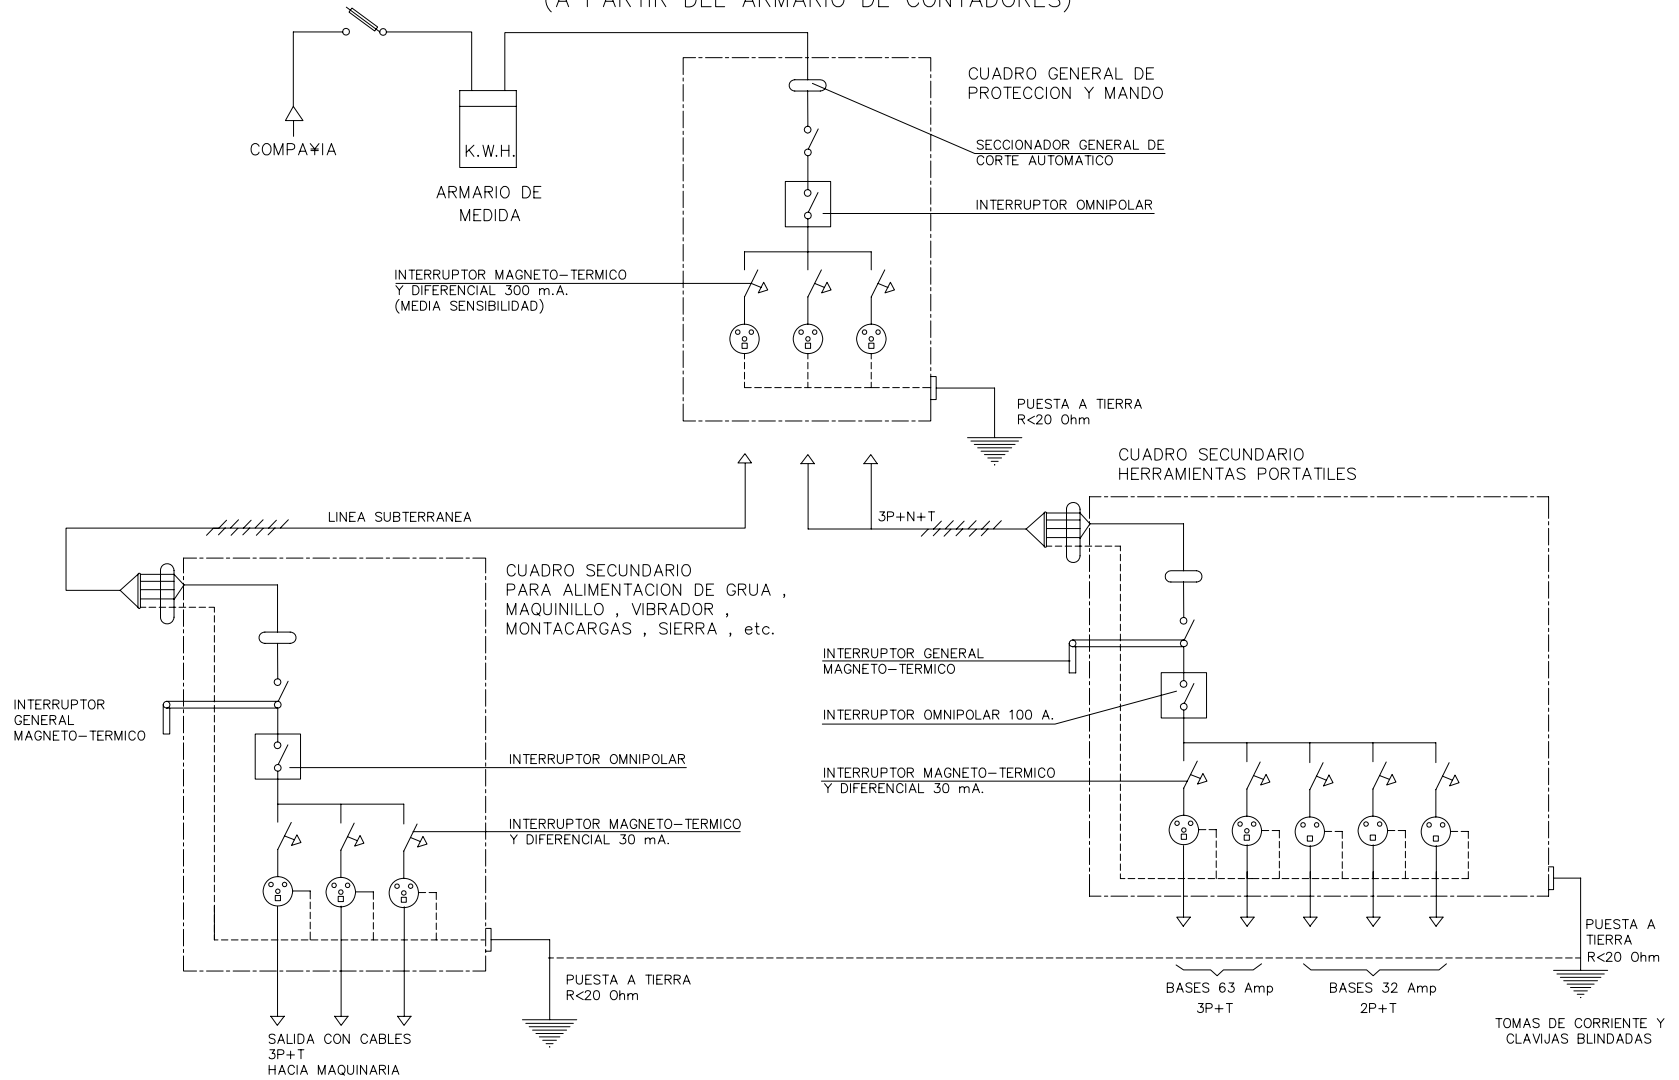 (A PARTIR DEL ARMARIO DE CONTADORES)
COMPA¥IA
K.W.H.
ARMARIO DE
MEDIDA
CUADRO GENERAL DE
PROTECCION Y MANDO
SECCIONADOR GENERAL DE
CORTE AUTOMATICO
INTERRUPTOR OMNIPOLAR
INTERRUPTOR MAGNETO-TERMICO
Y DIFERENCIAL 300 m.A.
(MEDIA SENSIBILIDAD)
PUESTA A TIERRA
R<20 Ohm
CUADRO SECUNDARIO
HERRAMIENTAS PORTATILES
LINEA SUBTERRANEA
3P+N+T
CUADRO SECUNDARIO
PARA ALIMENTACION DE GRUA ,
MAQUINILLO , VIBRADOR ,
MONTACARGAS , SIERRA , etc.
INTERRUPTOR
GENERAL
MAGNETO-TERMICO
INTERRUPTOR OMNIPOLAR
INTERRUPTOR MAGNETO-TERMICO
Y DIFERENCIAL 30 mA.
INTERRUPTOR GENERAL
MAGNETO-TERMICO
INTERRUPTOR OMNIPOLAR 100 A.
INTERRUPTOR MAGNETO-TERMICO
Y DIFERENCIAL 30 mA.
PUESTA A TIERRA
R<20 Ohm
SALIDA CON CABLES
3P+T
HACIA MAQUINARIA
BASES 63 Amp
3P+T
BASES 32 Amp
2P+T
PUESTA A
TIERRA
R<20 Ohm
TOMAS DE CORRIENTE Y
CLAVIJAS BLINDADAS